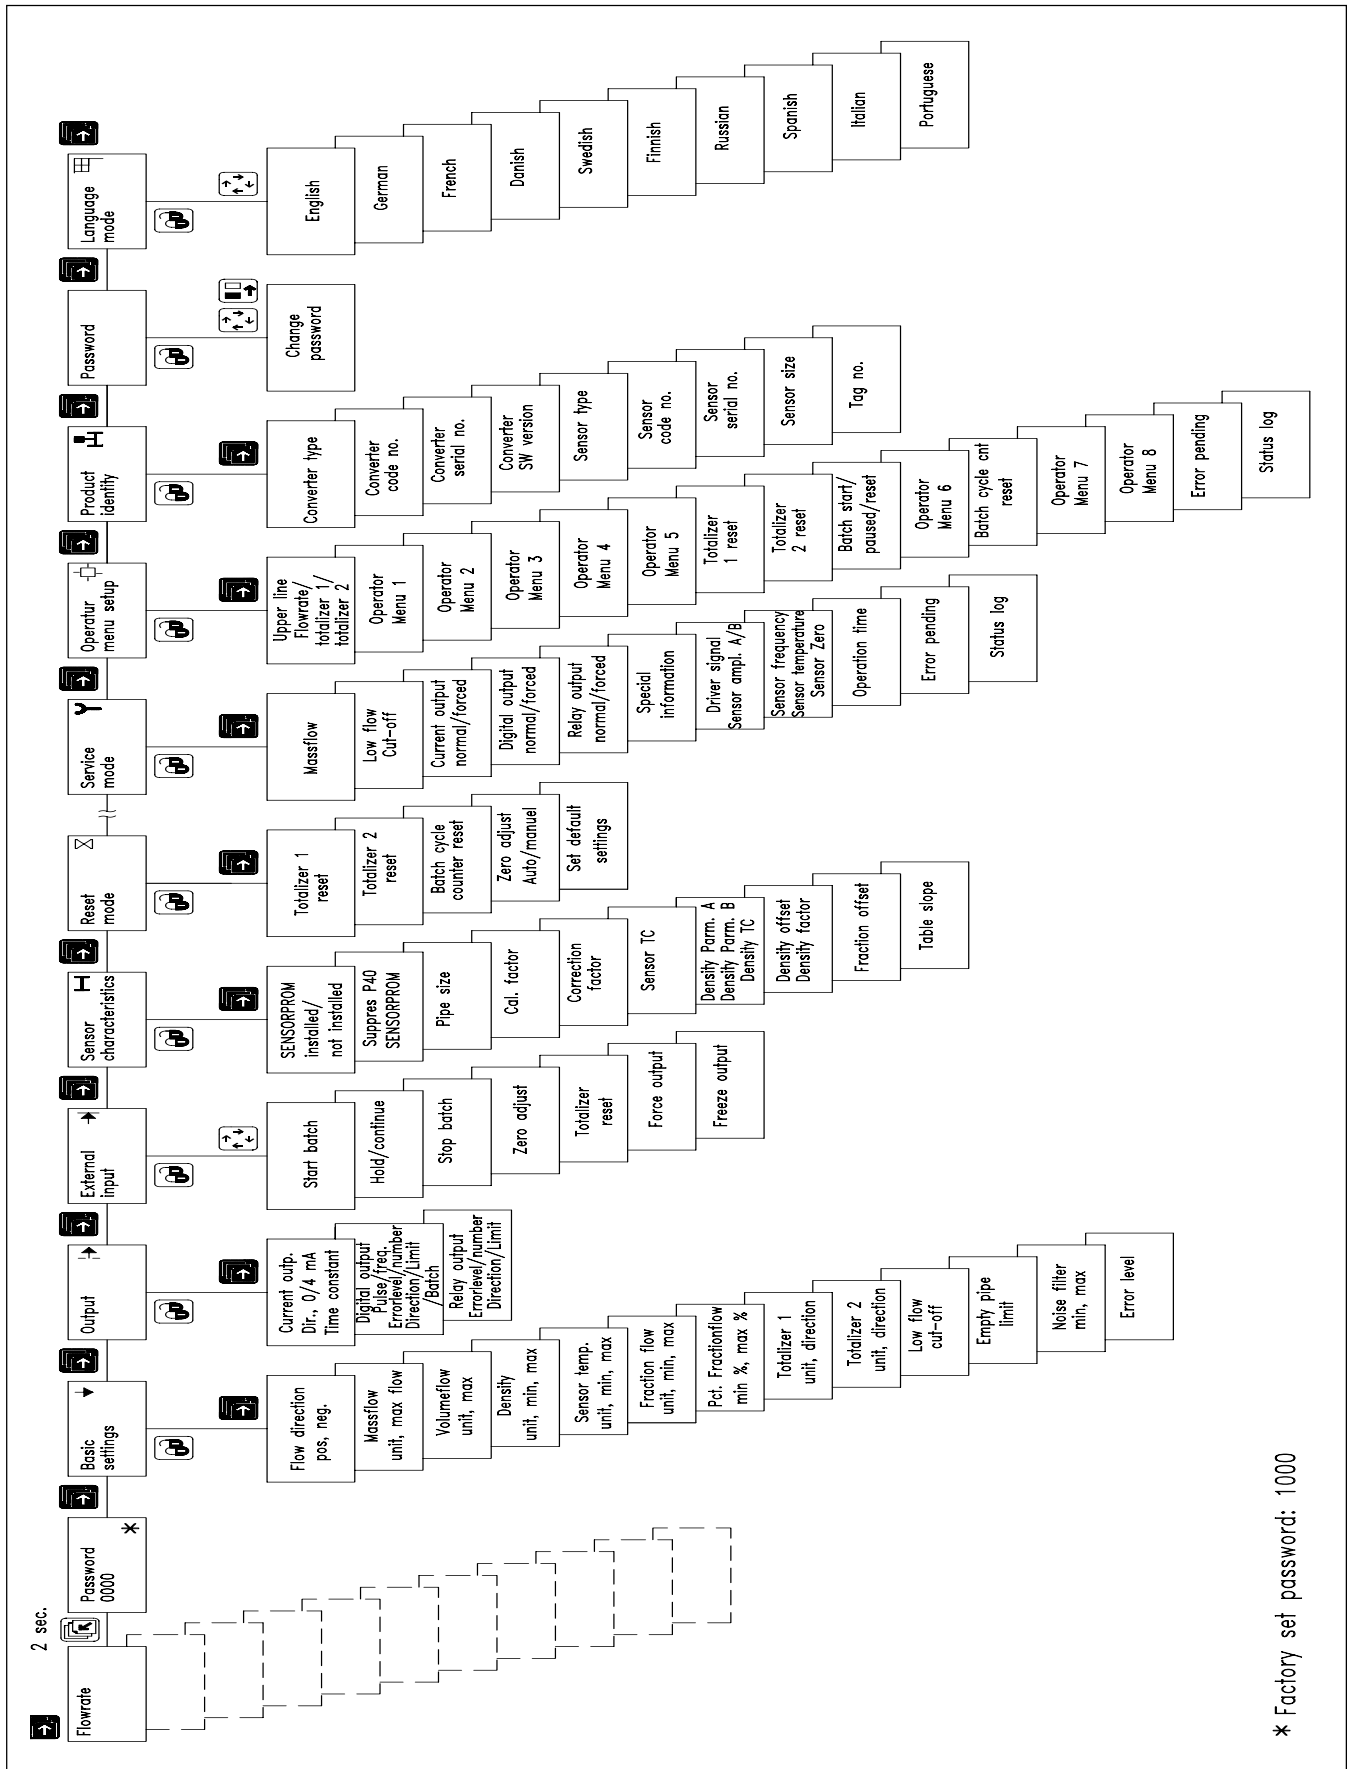 2 sec.
Flowrate
Password
0000
Basic
settings
Output
External
input
Sensor
characteristics
Reset
mode
Service
mode
Operatur
menu setup
Product
identity
Password
Language
mode
Flow direction
pos, neg.
Massflow
unit, max flow
Volumeflow
unit, max
Density
unit, min, max
Sensor temp.
unit, min, max
Fraction flow
unit, min, max
Pct. Fractionflow
min %, max %
Totalizer 1
unit, direction
Totalizer 2
unit, direction
Low flow
cut-off
Empty pipe
limit
Noise filter
min, max
Error level
Current outp.
Dir., 0/4 mA
Time constant
Digital output
Pulse/freq.
Errorlevel/number
Direction/Limit
/Batch
Relay output
Errorlevel/number
Direction/Limit
Start batch
Hold/continue
Stop batch
Zero adjust
Totalizer
reset
Force output
Freeze output
SENSORPROM
installed/
not installed
Suppres P40
SENSORPROM
Pipe size
Cal. factor
Correction
factor
Sensor TC
Density Parm. A
Density Parm. B
Density TC
Density offset
Density factor
Fraction offset
Table slope
Totalizer 1
reset
Totalizer 2
reset
Batch cycle
counter reset
Zero adjust
Auto/manuel
Set default
settings
Massflow
Low flow
Cut-off
Current output
normal/forced
Digital output
normal/forced
Relay output
normal/forced
Special
information
Driver signal
Sensor ampl. A/B
Sensor frequency
Sensor temperature
Sensor Zero
Operation time
Error pending
Status log
Upper line
Flowrate/
totalizer 1/
totalizer 2
Operator
Menu 1
Operator
Menu 2
Operator
Menu 3
Operator
Menu 4
Operator
Menu 5
Totalizer
1 reset
Totalizer
2 reset
Batch start/
paused/reset
Operator
Menu 6
Batch cycle cnt
reset
Operator
Menu 7
Operator
Menu 8
Error pending
Status log
Converter type
Converter
code no.
Converter
serial no.
Converter
SW version
Sensor type
Sensor
code no.
Sensor
serial no.
Sensor size
Tag no.
Change
password
English
German
French
Danish
Swedish
Finnish
Russian
Spanish
Italian
Portuguese
* Factory set password: 1000